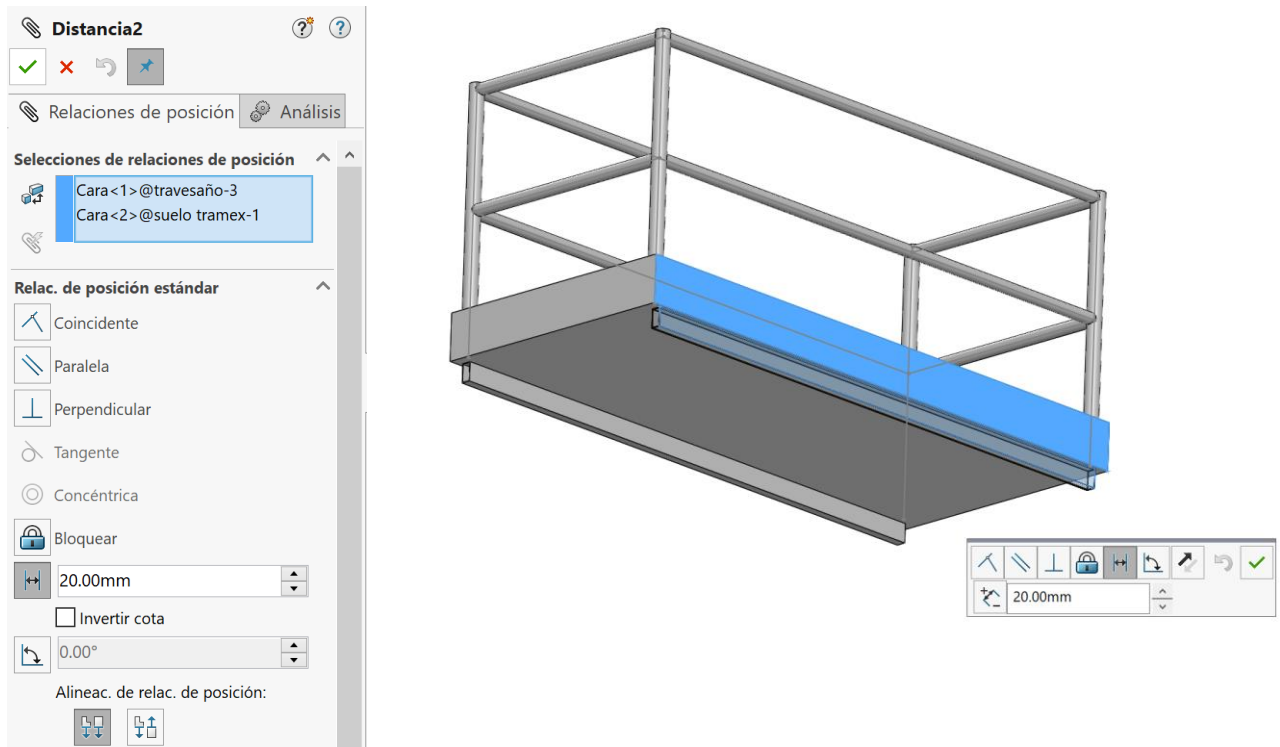 Distancia2
Relaciones de posición
Análisis
Selecciones de relaciones de posición
Cara<1>@travesaño-3
Cara<2>@suelo tramex-1
Relac. de posición estándar
Coincidente
Paralela
Perpendicular
Tangente
Concéntrica
Bloquear
20.00mm
Invertir cota
0.00°
Alineac. de relac. de posición:
20.00mm